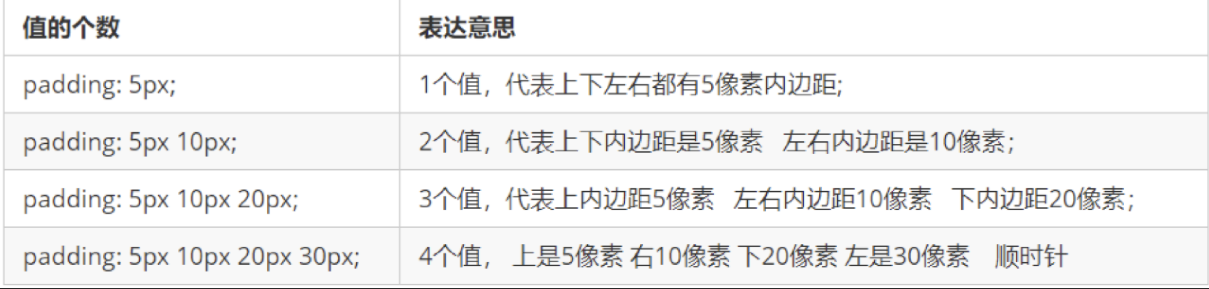 值的个数 表达意思
padding: 5px; 1个值，代表上下左右都有5像素内边距;
padding: 5px 10px; 2个值，代表上下内边距是5像素 左右内边距是10像素；
padding: 5px 10px 20px; 3个值，代表上内边距5像素 左右内边距10像素 下内边距20像素；
padding: 5px 10px 20px 30px; 4个值， 上是5像素 右10像素 下20像素 左是30像素 顺时针